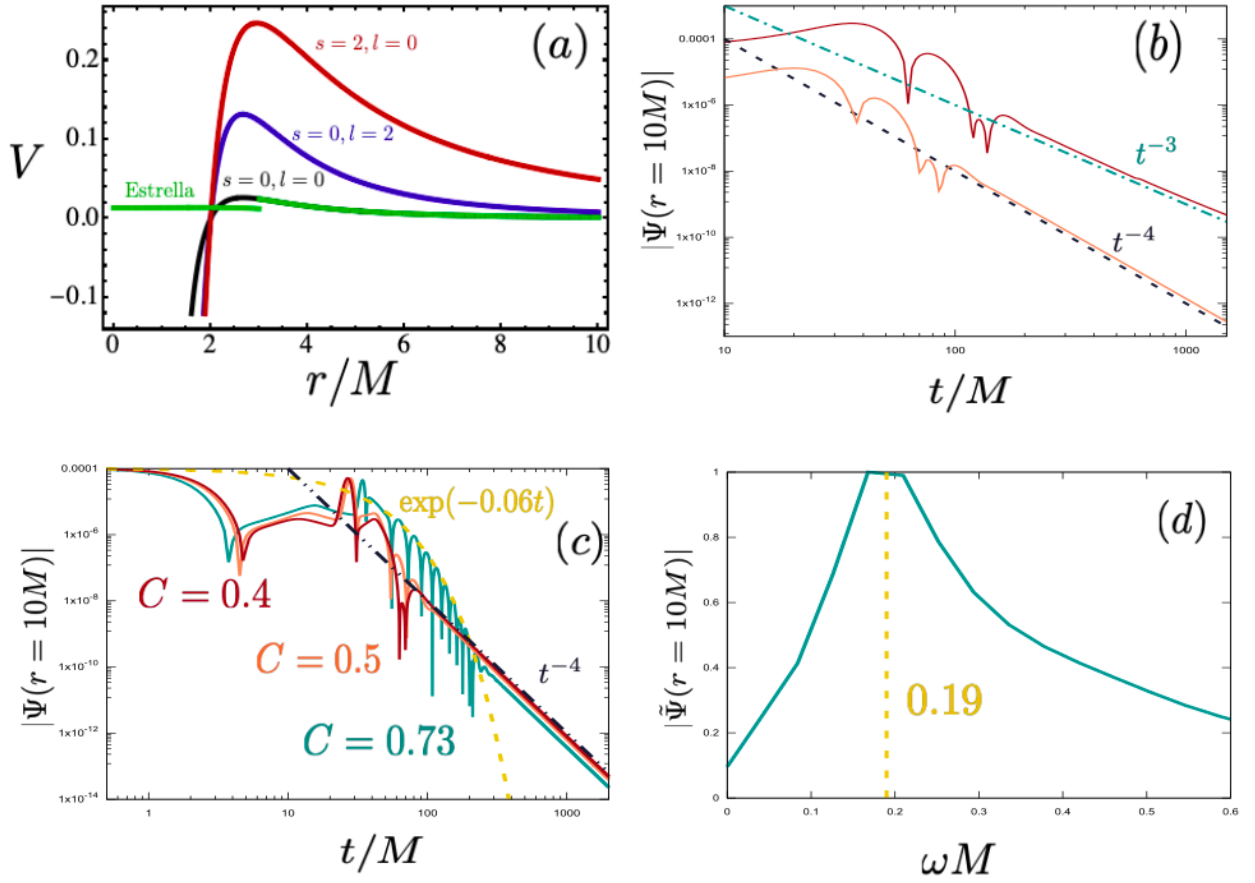 (a)
0.2
s = 2, l = 0
0.1
s = 0, l = 2
V
Estrella
s = 0, l = 0
0.0
-0.1
0 2 4 6 8 10
r/M
(b)
0.0001
1x10⁻⁶
1x10⁻⁸
1x10⁻¹⁰
1x10⁻¹²
|Ψ(r = 10M)|
t⁻³
t⁻⁴
10 100 1000
t/M
(c)
0.0001
1x10⁻⁶
1x10⁻⁸
1x10⁻¹⁰
1x10⁻¹²
1x10⁻¹⁴
|Ψ(r = 10M)|
exp(−0.06t)
C = 0.4
C = 0.5
t⁻⁴
C = 0.73
1 10 100 1000
t/M
(d)
1
0.8
0.6
0.4
0.2
0
|Ψ̃(r = 10M)|
0.19
0 0.1 0.2 0.3 0.4 0.5 0.6
ωM